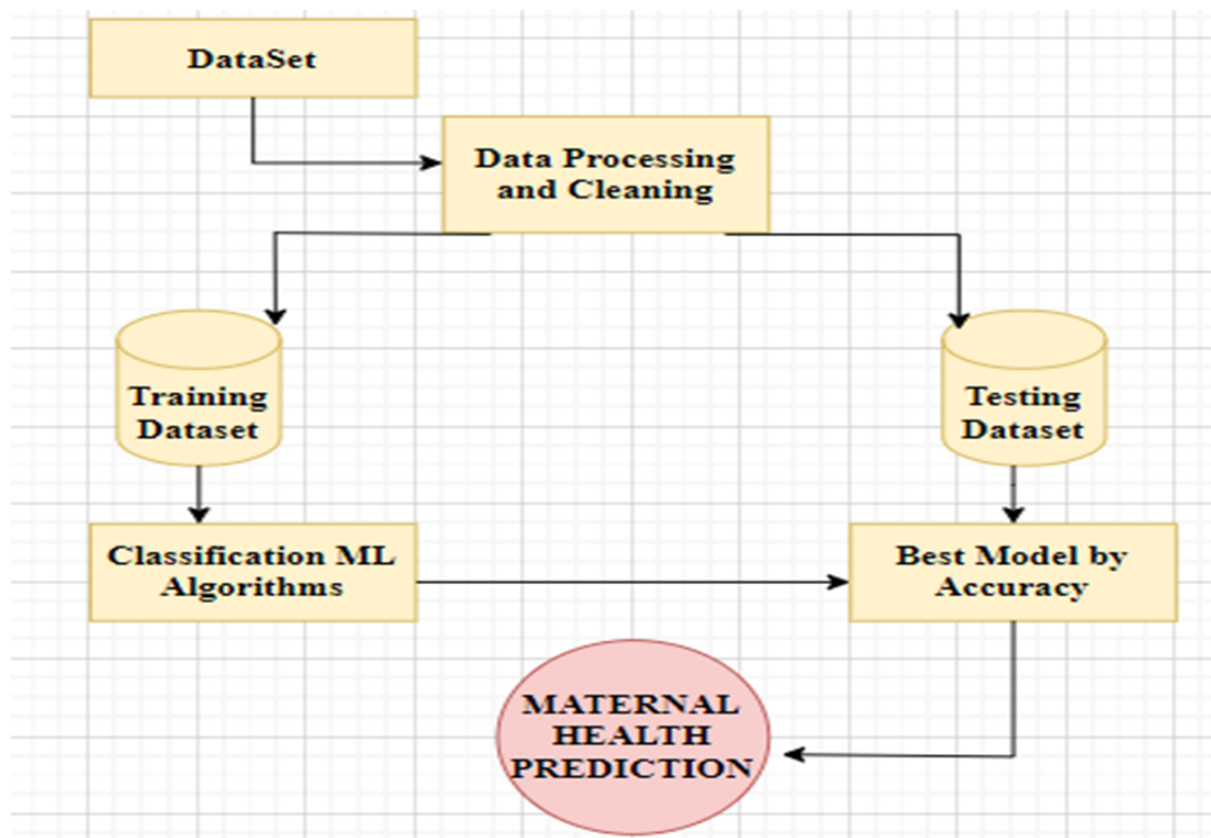 DataSet
Data Processing
and Cleaning
Training
Dataset
Testing
Dataset
Classification ML
Algorithms
Best Model by
Accuracy
MATERNAL
HEALTH
PREDICTION